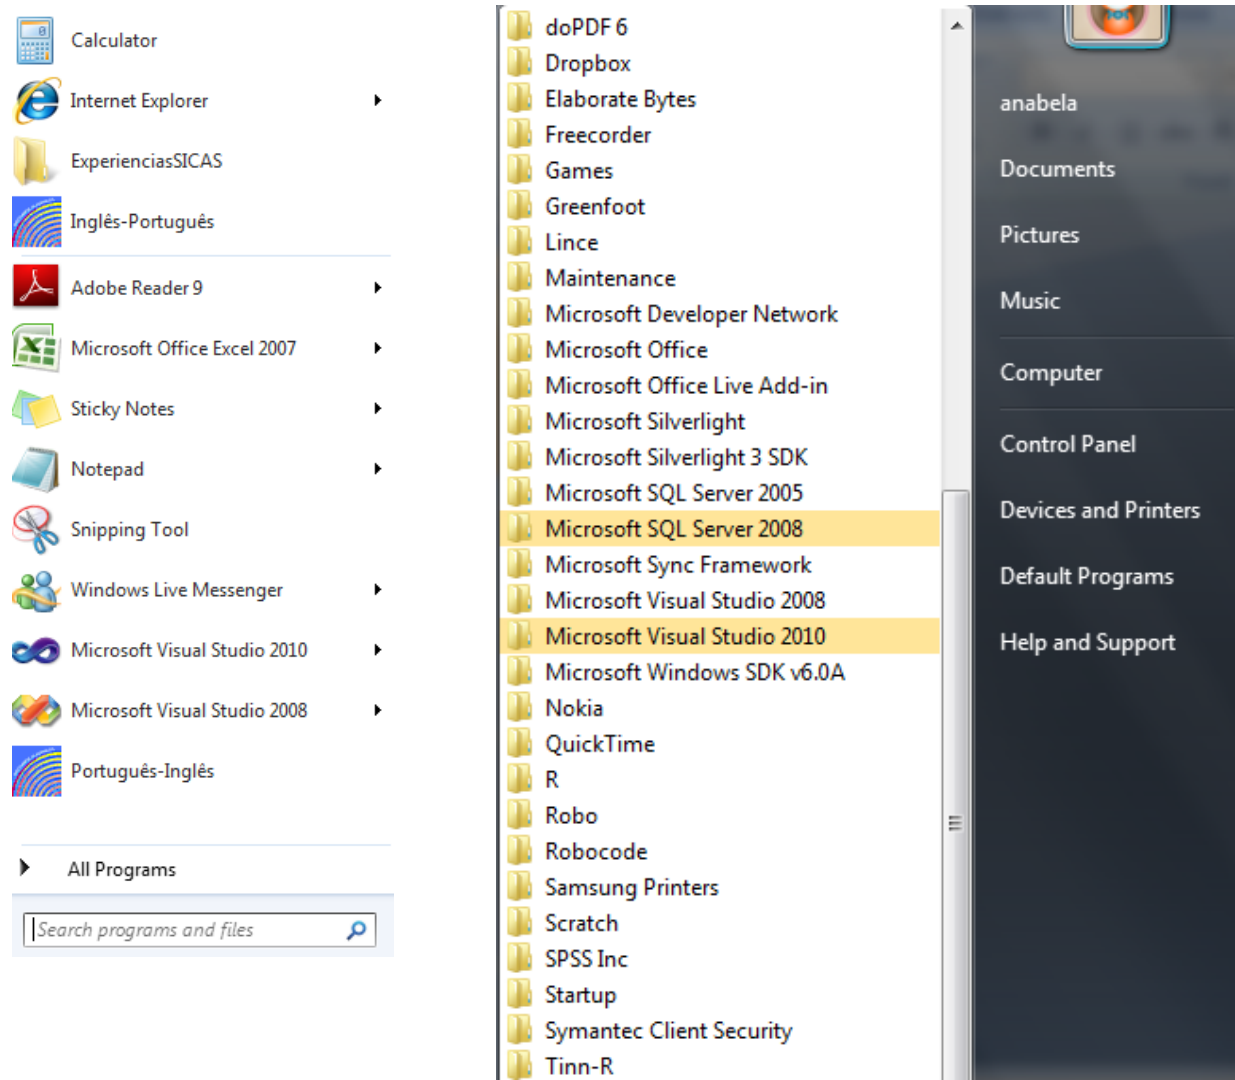 Calculator
Internet Explorer
ExperienciasSICAS
Inglês-Português
Adobe Reader 9
Microsoft Office Excel 2007
Sticky Notes
Notepad
Snipping Tool
Windows Live Messenger
Microsoft Visual Studio 2010
Microsoft Visual Studio 2008
Português-Inglês
All Programs
Search programs and files
doPDF 6
Dropbox
Elaborate Bytes
Freecorder
Games
Greenfoot
Lince
Maintenance
Microsoft Developer Network
Microsoft Office
Microsoft Office Live Add-in
Microsoft Silverlight
Microsoft Silverlight 3 SDK
Microsoft SQL Server 2005
Microsoft SQL Server 2008
Microsoft Sync Framework
Microsoft Visual Studio 2008
Microsoft Visual Studio 2010
Microsoft Windows SDK v6.0A
Nokia
QuickTime
R
Robo
Robocode
Samsung Printers
Scratch
SPSS Inc
Startup
Symantec Client Security
Tinn-R
anabela
Documents
Pictures
Music
Computer
Control Panel
Devices and Printers
Default Programs
Help and Support